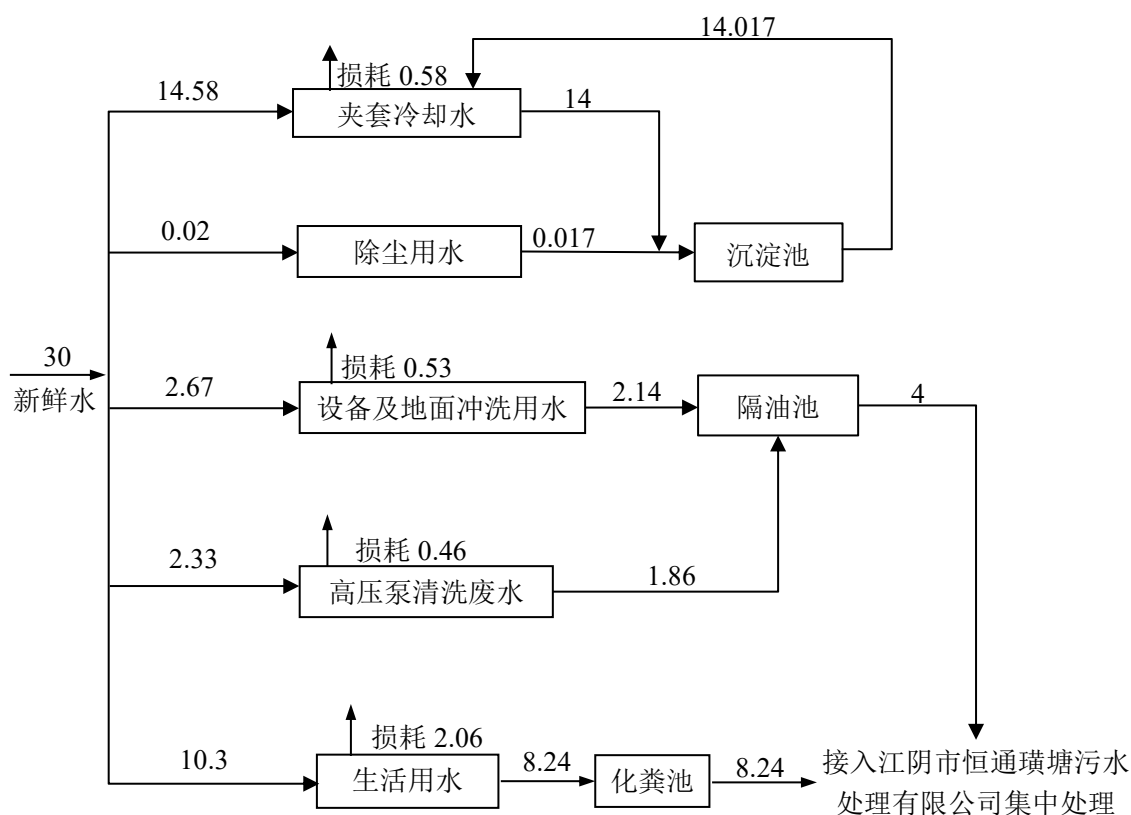 14.017
损耗 0.58
14.58
夹套冷却水
14
0.02
除尘用水
0.017
沉淀池
30
新鲜水
损耗 0.53
2.67
设备及地面冲洗用水
2.14
隔油池
4
损耗 0.46
2.33
高压泵清洗废水
1.86
损耗 2.06
10.3
生活用水
8.24
化粪池
8.24
接入江阴市恒通璜塘污水
处理有限公司集中处理